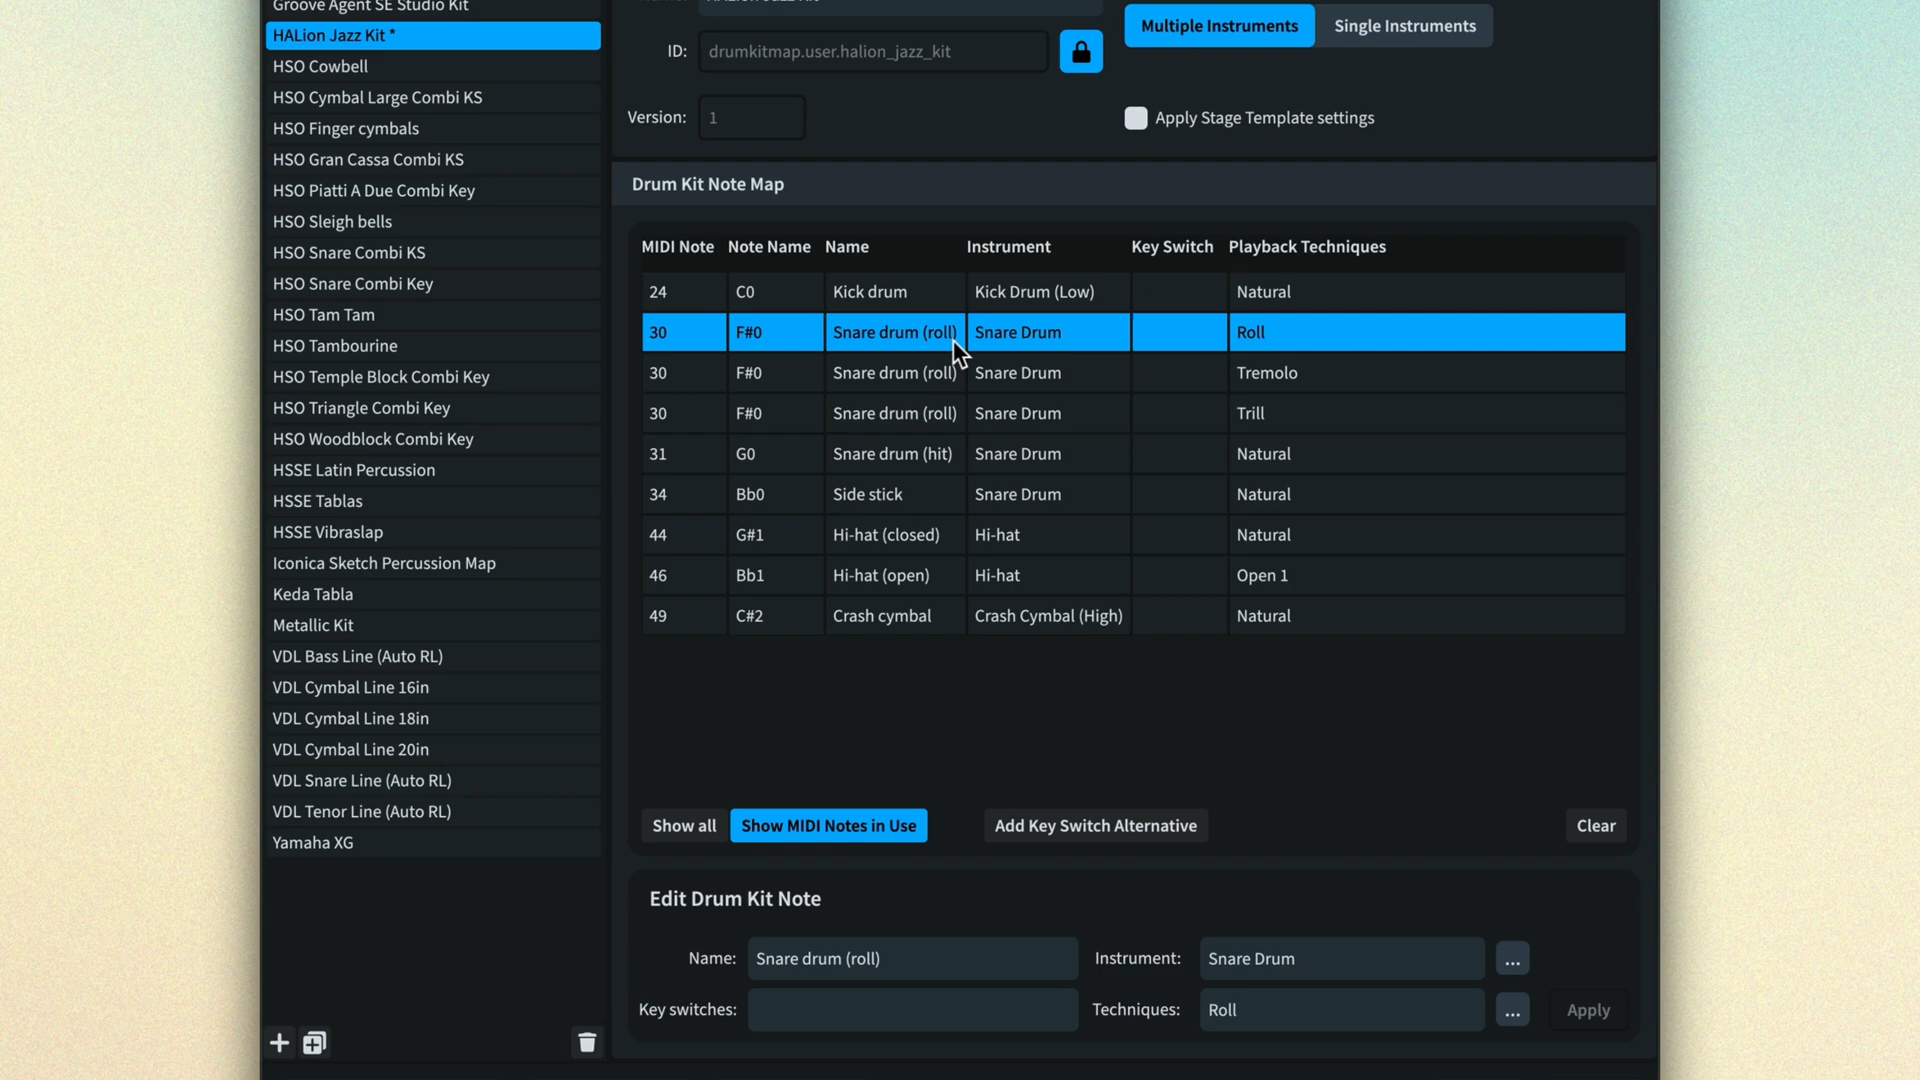 Groove Agent SE Studio Kit
HALion Jazz Kit *
HSO Cowbell
HSO Cymbal Large Combi KS
HSO Finger cymbals
HSO Gran Cassa Combi KS
HSO Piatti A Due Combi Key
HSO Sleigh bells
HSO Snare Combi KS
HSO Snare Combi Key
HSO Tam Tam
HSO Tambourine
HSO Temple Block Combi Key
HSO Triangle Combi Key
HSO Woodblock Combi Key
HSSE Latin Percussion
HSSE Tablas
HSSE Vibraslap
Iconica Sketch Percussion Map
Keda Tabla
Metallic Kit
VDL Bass Line (Auto RL)
VDL Cymbal Line 16in
VDL Cymbal Line 18in
VDL Cymbal Line 20in
VDL Snare Line (Auto RL)
VDL Tenor Line (Auto RL)
Yamaha XG
Multiple Instruments Single Instruments
ID: drumkitmap.user.halion_jazz_kit
Version: 1
Apply Stage Template settings
Drum Kit Note Map
MIDI Note Note Name Name Instrument Key Switch Playback Techniques
24 C0 Kick drum Kick Drum (Low) Natural
30 F#0 Snare drum (roll) Snare Drum Roll
30 F#0 Snare drum (roll) Snare Drum Tremolo
30 F#0 Snare drum (roll) Snare Drum Trill
31 G0 Snare drum (hit) Snare Drum Natural
34 Bb0 Side stick Snare Drum Natural
44 G#1 Hi-hat (closed) Hi-hat Natural
46 Bb1 Hi-hat (open) Hi-hat Open 1
49 C#2 Crash cymbal Crash Cymbal (High) Natural
Show all Show MIDI Notes in Use Add Key Switch Alternative Clear
Edit Drum Kit Note
Name: Snare drum (roll) Instrument: Snare Drum ...
Key switches: Techniques: Roll ... Apply